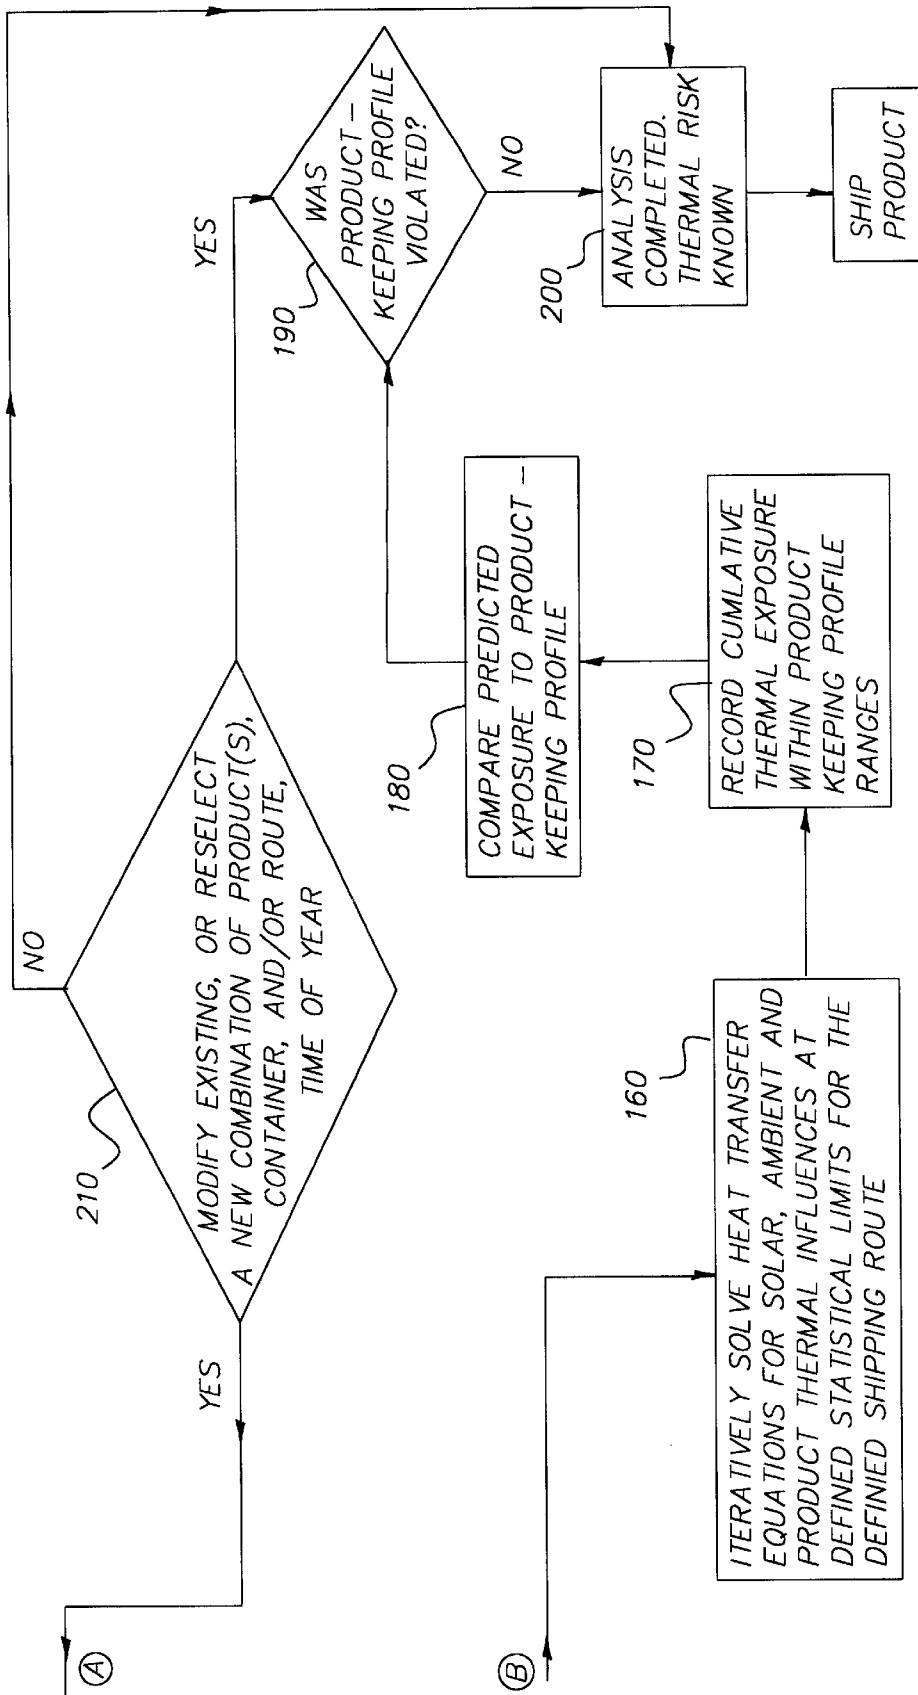 A
YES
210
MODIFY EXISTING, OR RESELECT
A NEW COMBINATION OF PRODUCT(S),
CONTAINER, AND/OR ROUTE,
TIME OF YEAR
NO
YES
190
WAS
PRODUCT–
KEEPING PROFILE
VIOLATED?
NO
200
ANALYSIS
COMPLETED.
THERMAL RISK
KNOWN
SHIP
PRODUCT
180
COMPARE PREDICTED
EXPOSURE TO PRODUCT–
KEEPING PROFILE
170
RECORD CUMLATIVE
THERMAL EXPOSURE
WITHIN PRODUCT
KEEPING PROFILE
RANGES
B
160
ITERATIVELY SOLVE HEAT TRANSFER
EQUATIONS FOR SOLAR, AMBIENT AND
PRODUCT THERMAL INFLUENCES AT
DEFINED STATISTICAL LIMITS FOR THE
DEFINIED SHIPPING ROUTE